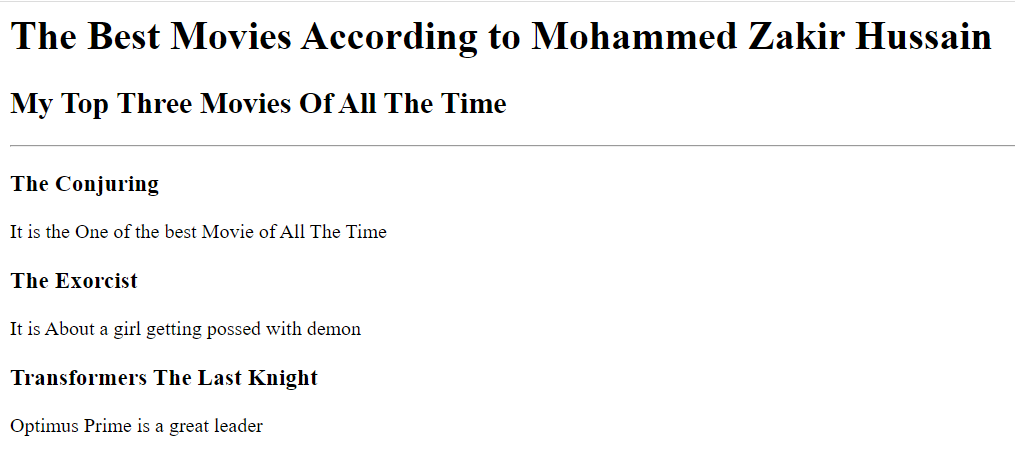 The Best Movies According to Mohammed Zakir Hussain
My Top Three Movies Of All The Time
The Conjuring
It is the One of the best Movie of All The Time
The Exorcist
It is About a girl getting possed with demon
Transformers The Last Knight
Optimus Prime is a great leader